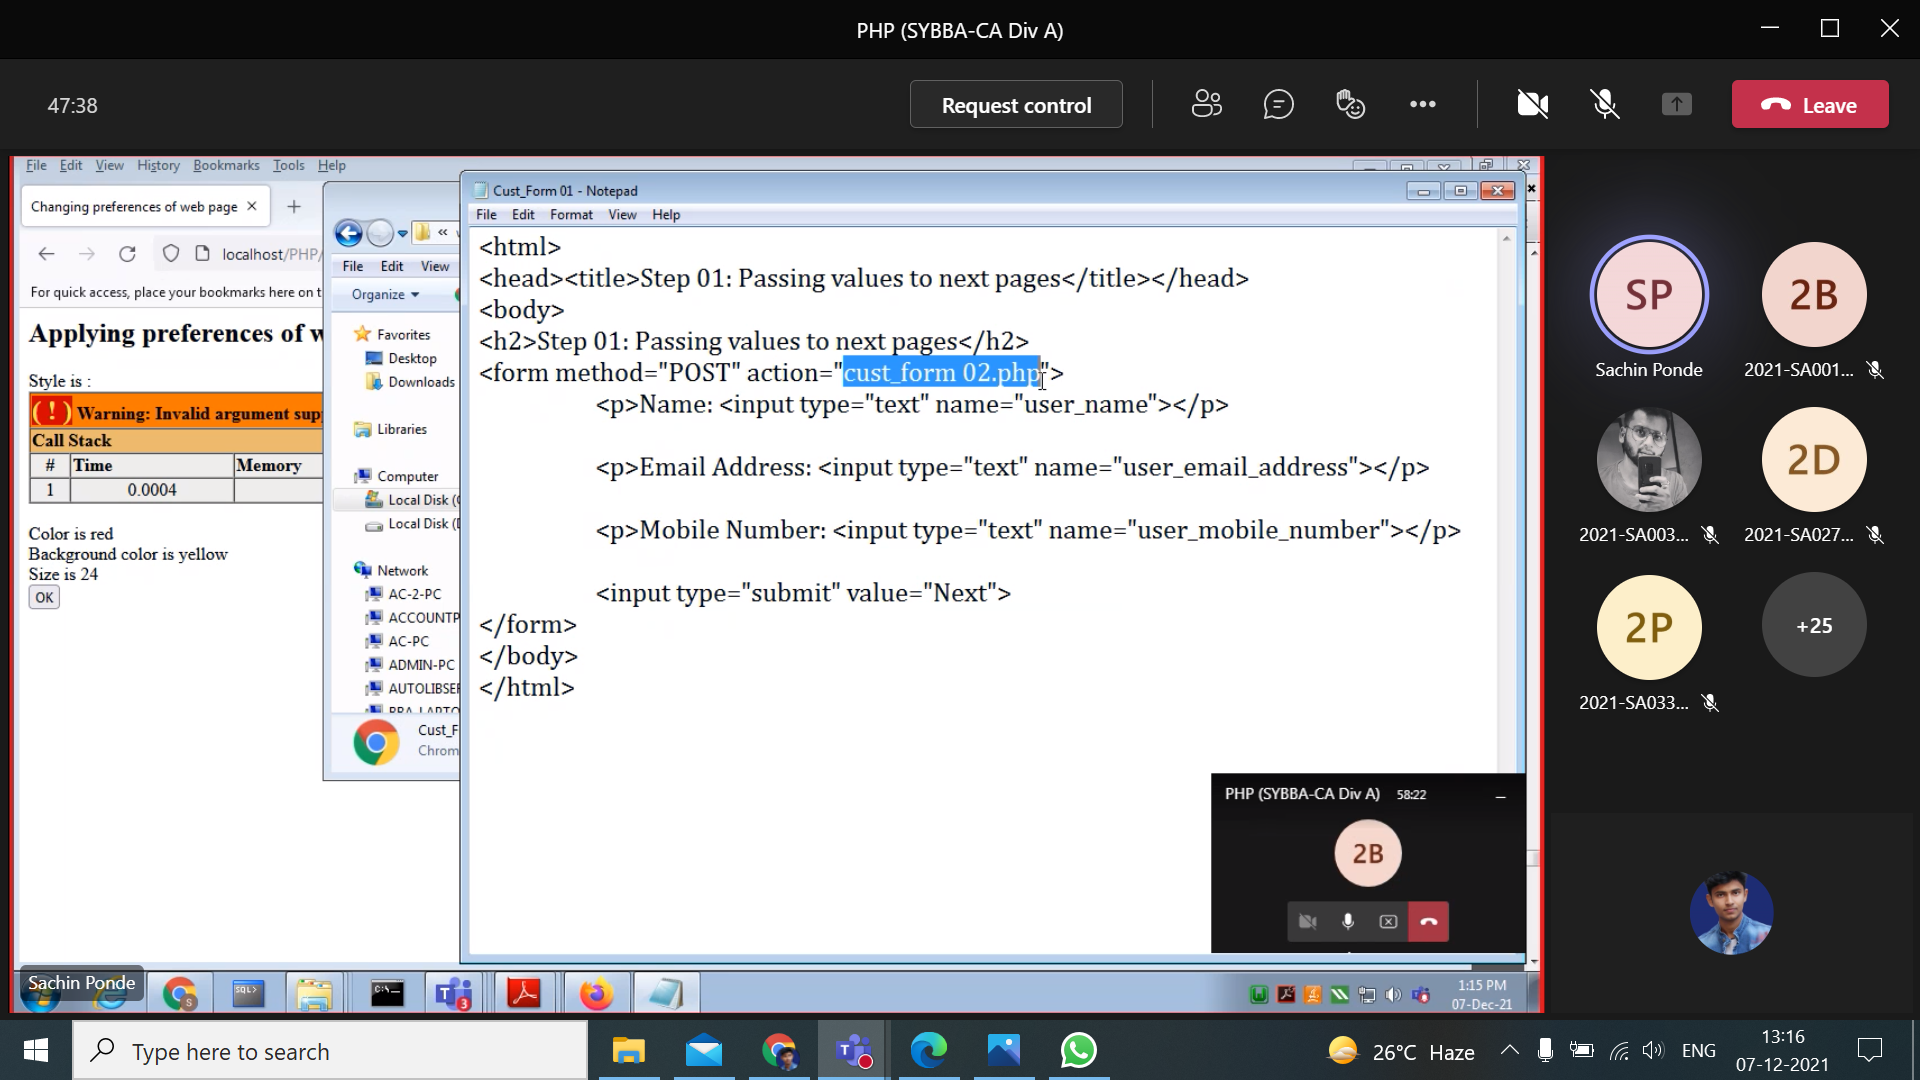 PHP (SYBBA-CA Div A)
47:38
Request control
Leave
File Edit View History Bookmarks Tools Help
Changing preferences of web page
localhost/PHP/
For quick access, place your bookmarks here on t
Applying preferences of w
Style is :
( ! ) Warning: Invalid argument sup
Call Stack
# Time Memory
1 0.0004
Color is red
Background color is yellow
Size is 24
OK
File Edit View
Organize
Favorites
Desktop
Downloads
Libraries
Computer
Local Disk (
Local Disk (
Network
AC-2-PC
ACCOUNTP
AC-PC
ADMIN-PC
AUTOLIBSER
BBA-LAPTO
Cust_F
Chrom
Cust_Form 01 - Notepad
File Edit Format View Help
<html>
<head><title>Step 01: Passing values to next pages</title></head>
<body>
<h2>Step 01: Passing values to next pages</h2>
<form method="POST" action="cust_form 02.php">
<p>Name: <input type="text" name="user_name"></p>
<p>Email Address: <input type="text" name="user_email_address"></p>
<p>Mobile Number: <input type="text" name="user_mobile_number"></p>
<input type="submit" value="Next">
</form>
</body>
</html>
PHP (SYBBA-CA Div A) 58:22
2B
SP
Sachin Ponde
2B
2021-SA001...
2021-SA003...
2D
2021-SA027...
2P
2021-SA033...
+25
Sachin Ponde
SQL>
C:\_
3
1:15 PM
07-Dec-21
Type here to search
26°C Haze
ENG
13:16
07-12-2021